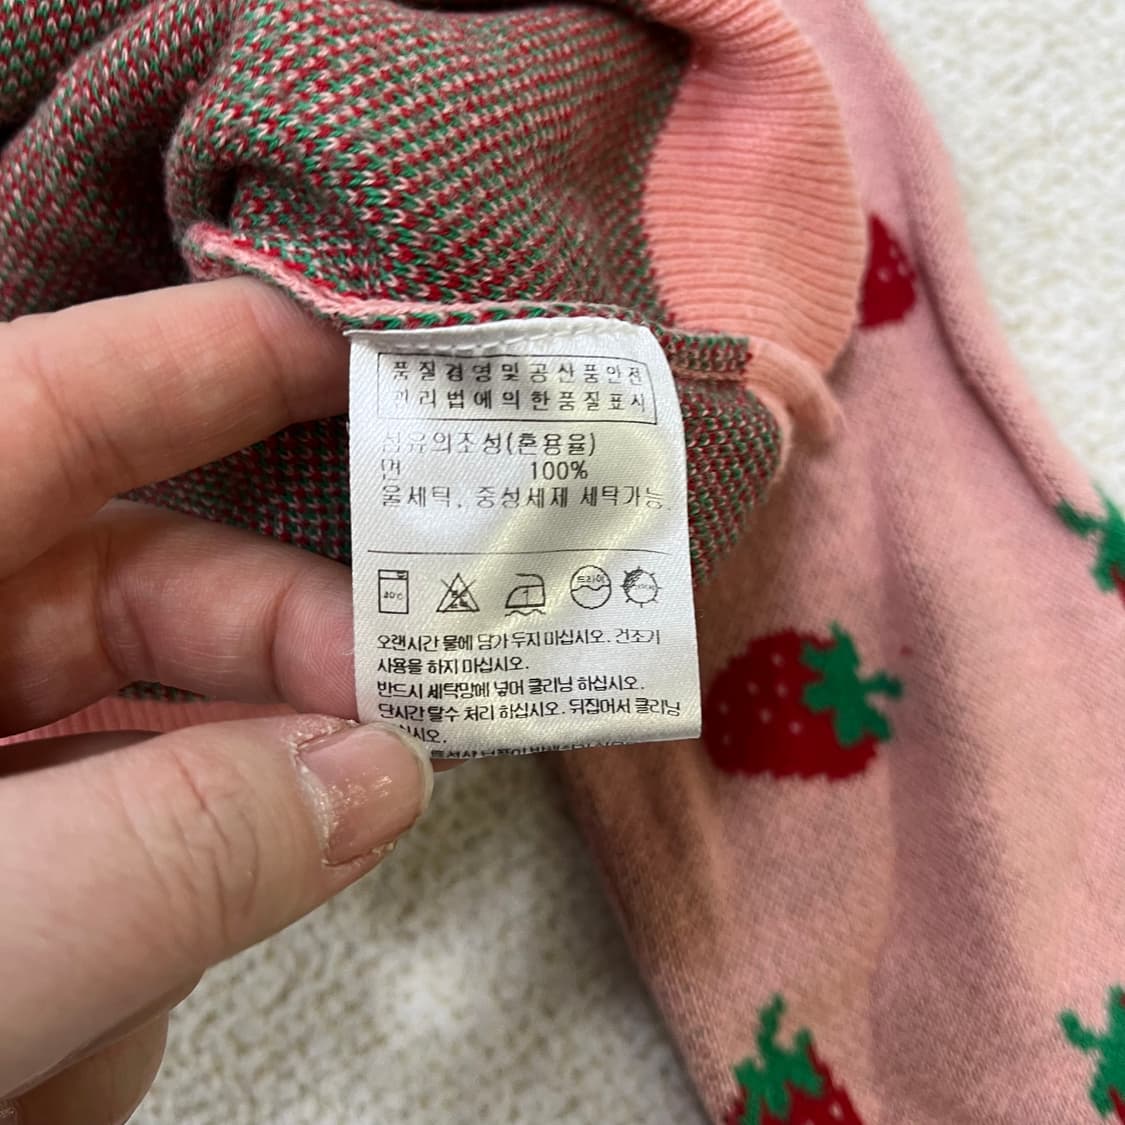 품질경영및공산품안전
관리법에의한품질표시
섬유의조성(혼용율)
면 100%
울세탁, 중성세제 세탁가능.
40℃ 드라이
오랜시간 물에 담가 두지 마십시오. 건조기
사용을 하지 마십시오.
반드시 세탁망에 넣어 클리닝 하십시오.
단시간 탈수 처리 하십시오. 뒤집어서 클리닝
하십시오.